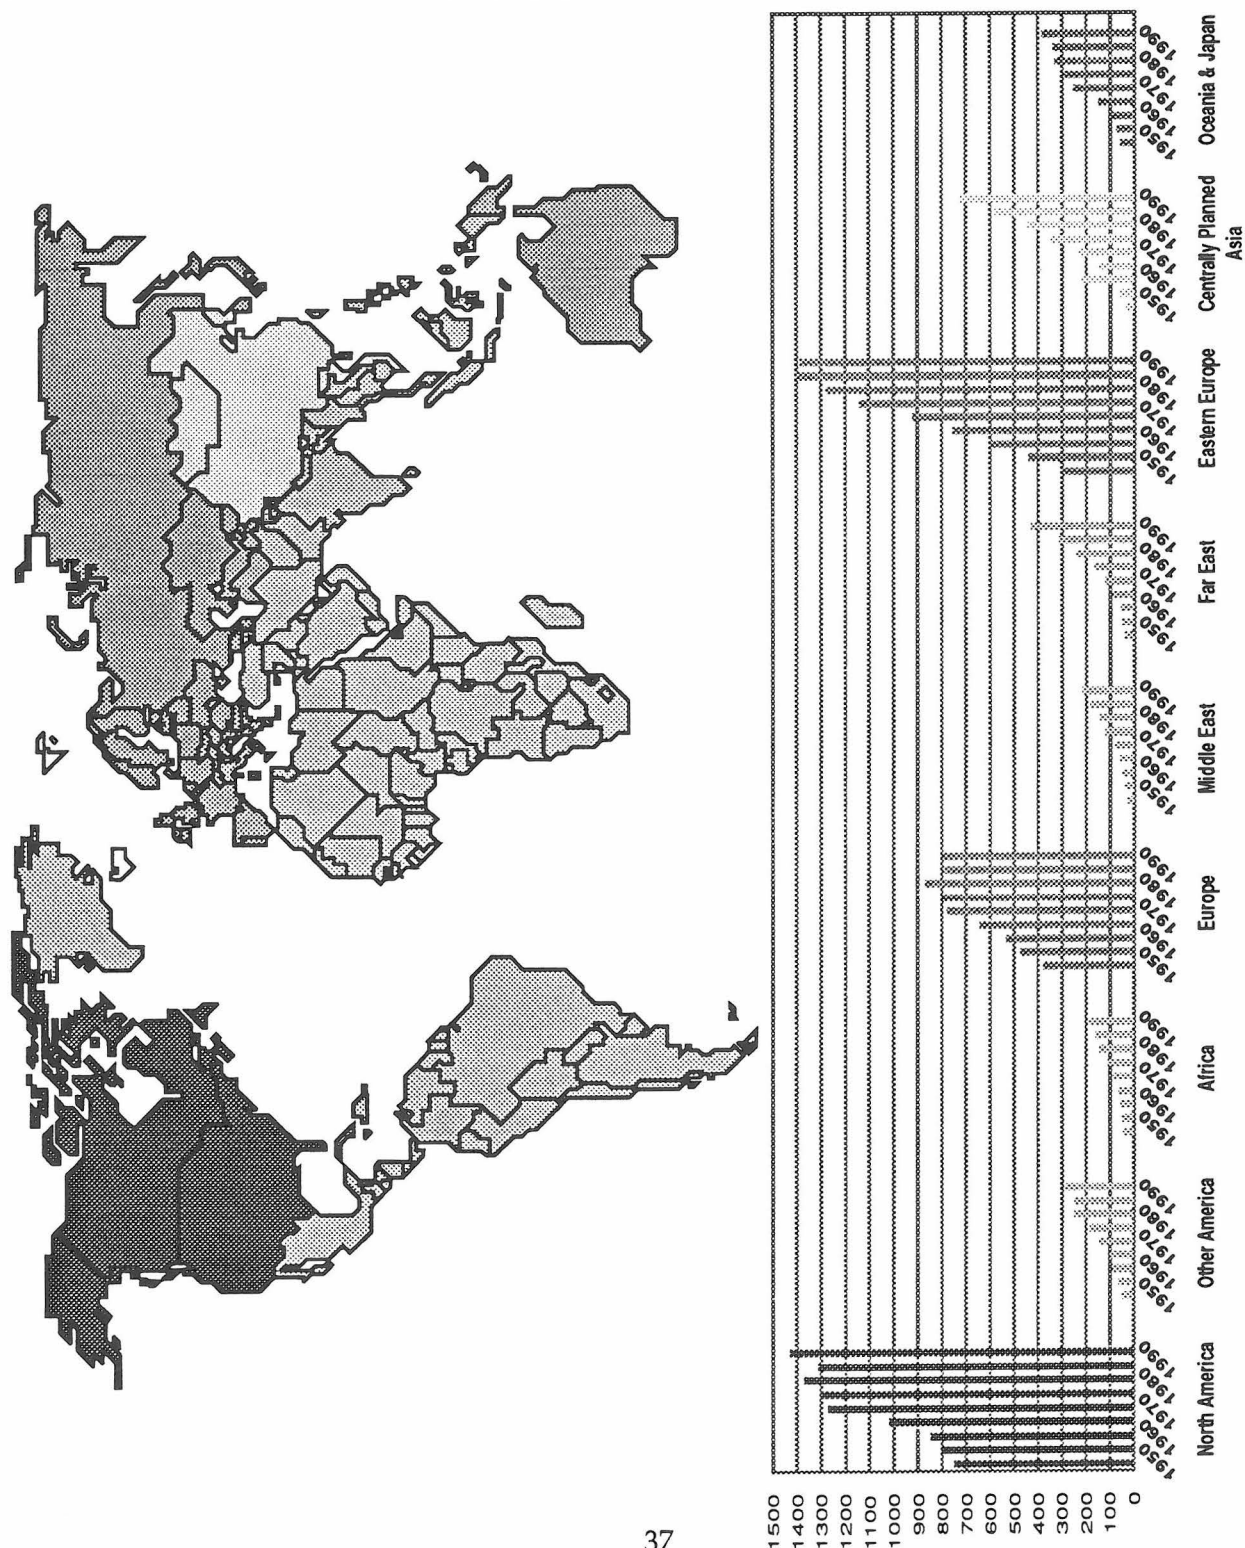 1500
1400
1300
1200
1100
1000
900
800
700
600
500
400
300
200
100
0
1950 1960 1970 1980 1990
1950 1960 1970 1980 1990
1950 1960 1970 1980 1990
1950 1960 1970 1980 1990
1950 1960 1970 1980 1990
1950 1960 1970 1980 1990
1950 1960 1970 1980 1990
1950 1960 1970 1980 1990
1950 1960 1970 1980 1990
North America
Other America
Africa
Europe
Middle East
Far East
Eastern Europe
Centrally Planned
Asia
Oceania & Japan
37